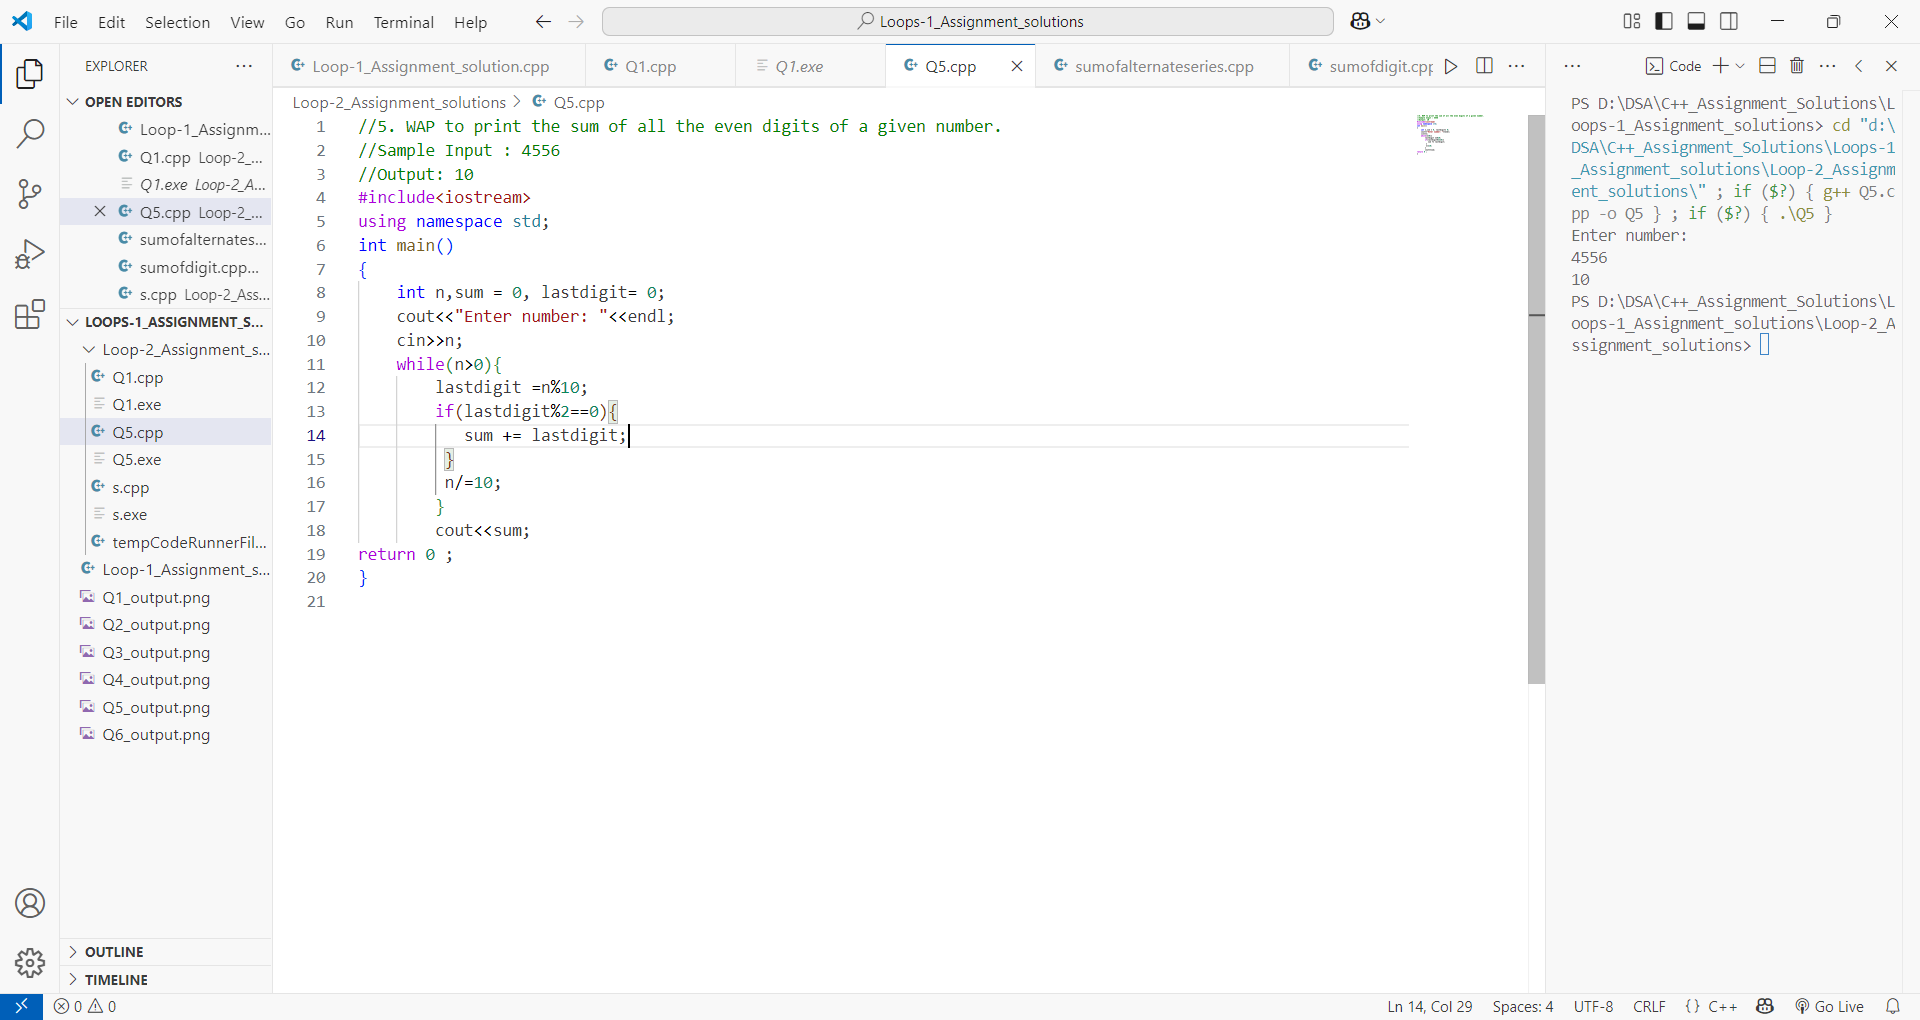 File Edit Selection View Go Run Terminal Help
Loops-1_Assignment_solutions
EXPLORER
OPEN EDITORS
Loop-1_Assignm...
Q1.cpp Loop-2_...
Q1.exe Loop-2_A...
Q5.cpp Loop-2_...
sumofalternates...
sumofdigit.cpp...
s.cpp Loop-2_Ass...
LOOPS-1_ASSIGNMENT_S...
Loop-2_Assignment_s...
Q1.cpp
Q1.exe
Q5.cpp
Q5.exe
s.cpp
s.exe
tempCodeRunnerFil...
Loop-1_Assignment_s...
Q1_output.png
Q2_output.png
Q3_output.png
Q4_output.png
Q5_output.png
Q6_output.png
OUTLINE
TIMELINE
Loop-1_Assignment_solution.cpp Q1.cpp Q1.exe Q5.cpp sumofalternateseries.cpp sumofdigit.cpp
Loop-2_Assignment_solutions > Q5.cpp
1 //5. WAP to print the sum of all the even digits of a given number.
2 //Sample Input : 4556
3 //Output: 10
4 #include<iostream>
5 using namespace std;
6 int main()
7 {
8 int n,sum = 0, lastdigit= 0;
9 cout<<"Enter number: "<<endl;
10 cin>>n;
11 while(n>0){
12 lastdigit =n%10;
13 if(lastdigit%2==0){
14 sum += lastdigit;
15 }
16 n/=10;
17 }
18 cout<<sum;
19 return 0 ;
20 }
21
Code
PS D:\DSA\C++_Assignment_Solutions\L
oops-1_Assignment_solutions> cd "d:\
DSA\C++_Assignment_Solutions\Loops-1
_Assignment_solutions\Loop-2_Assignm
ent_solutions\" ; if ($?) { g++ Q5.c
pp -o Q5 } ; if ($?) { .\Q5 }
Enter number:
4556
10
PS D:\DSA\C++_Assignment_Solutions\L
oops-1_Assignment_solutions\Loop-2_A
ssignment_solutions>
0 0 Ln 14, Col 29 Spaces: 4 UTF-8 CRLF {} C++ Go Live